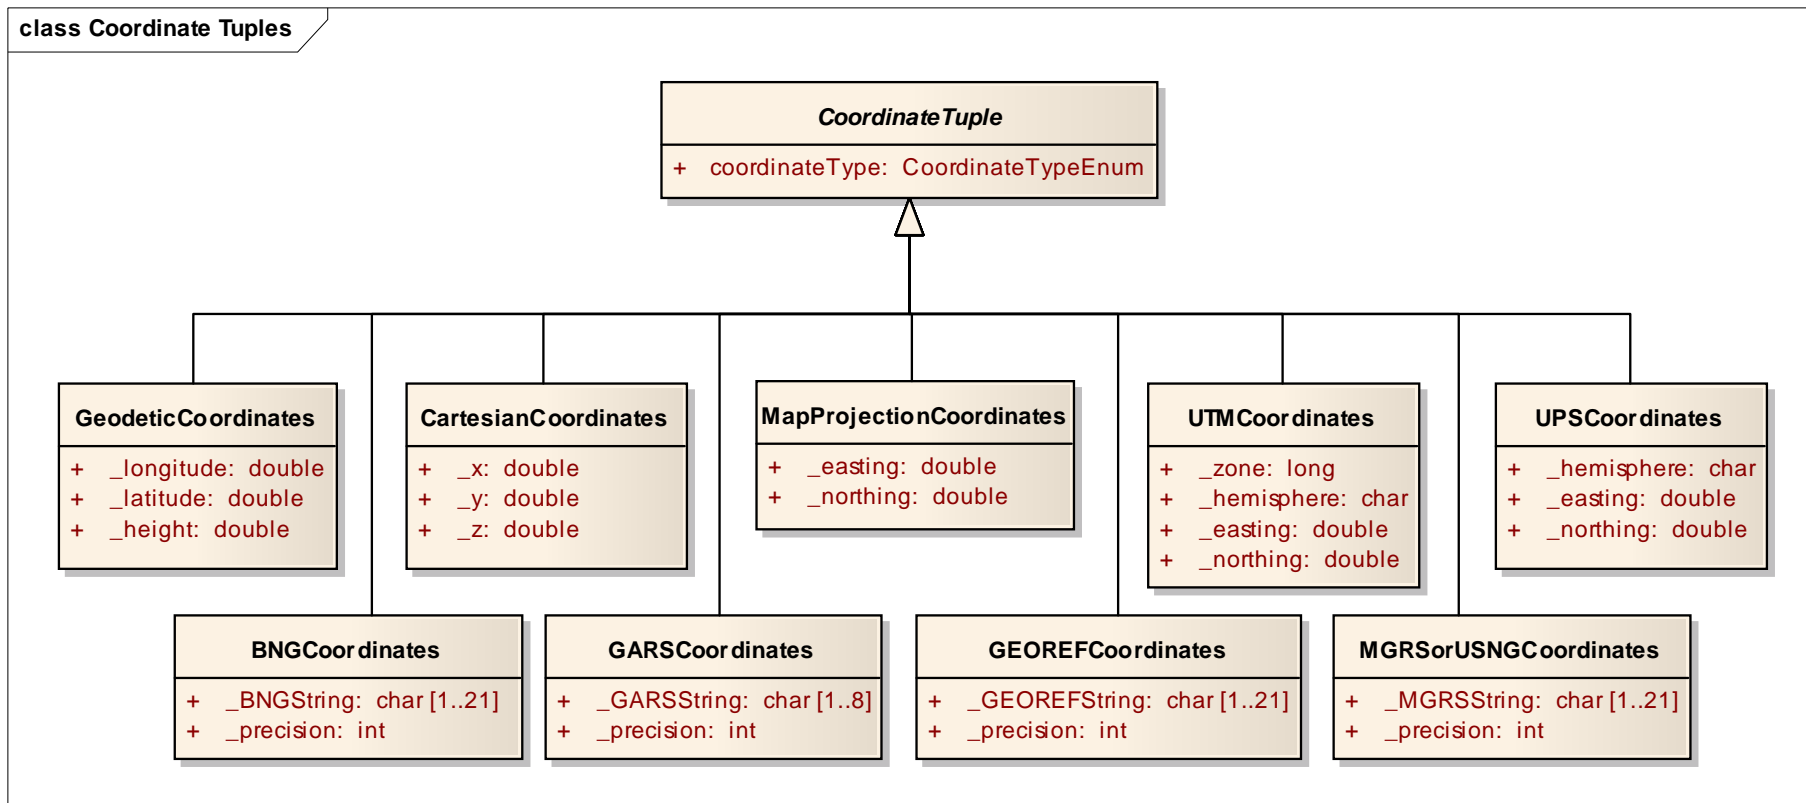 class Coordinate Tuples
CoordinateTuple
+ coordinateType: CoordinateTypeEnum
GeodeticCoordinates
+ _longitude: double
+ _latitude: double
+ _height: double
CartesianCoordinates
+ _x: double
+ _y: double
+ _z: double
MapProjectionCoordinates
+ _easting: double
+ _northing: double
UTMCoordinates
+ _zone: long
+ _hemisphere: char
+ _easting: double
+ _northing: double
UPSCoordinates
+ _hemisphere: char
+ _easting: double
+ _northing: double
BNGCoordinates
+ _BNGString: char [1..21]
+ _precision: int
GARSCoordinates
+ _GARSString: char [1..8]
+ _precision: int
GEOREFCoordinates
+ _GEOREFString: char [1..21]
+ _precision: int
MGRSorUSNGCoordinates
+ _MGRSString: char [1..21]
+ _precision: int